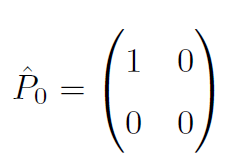 P̂₀ = (1 0
0 0)